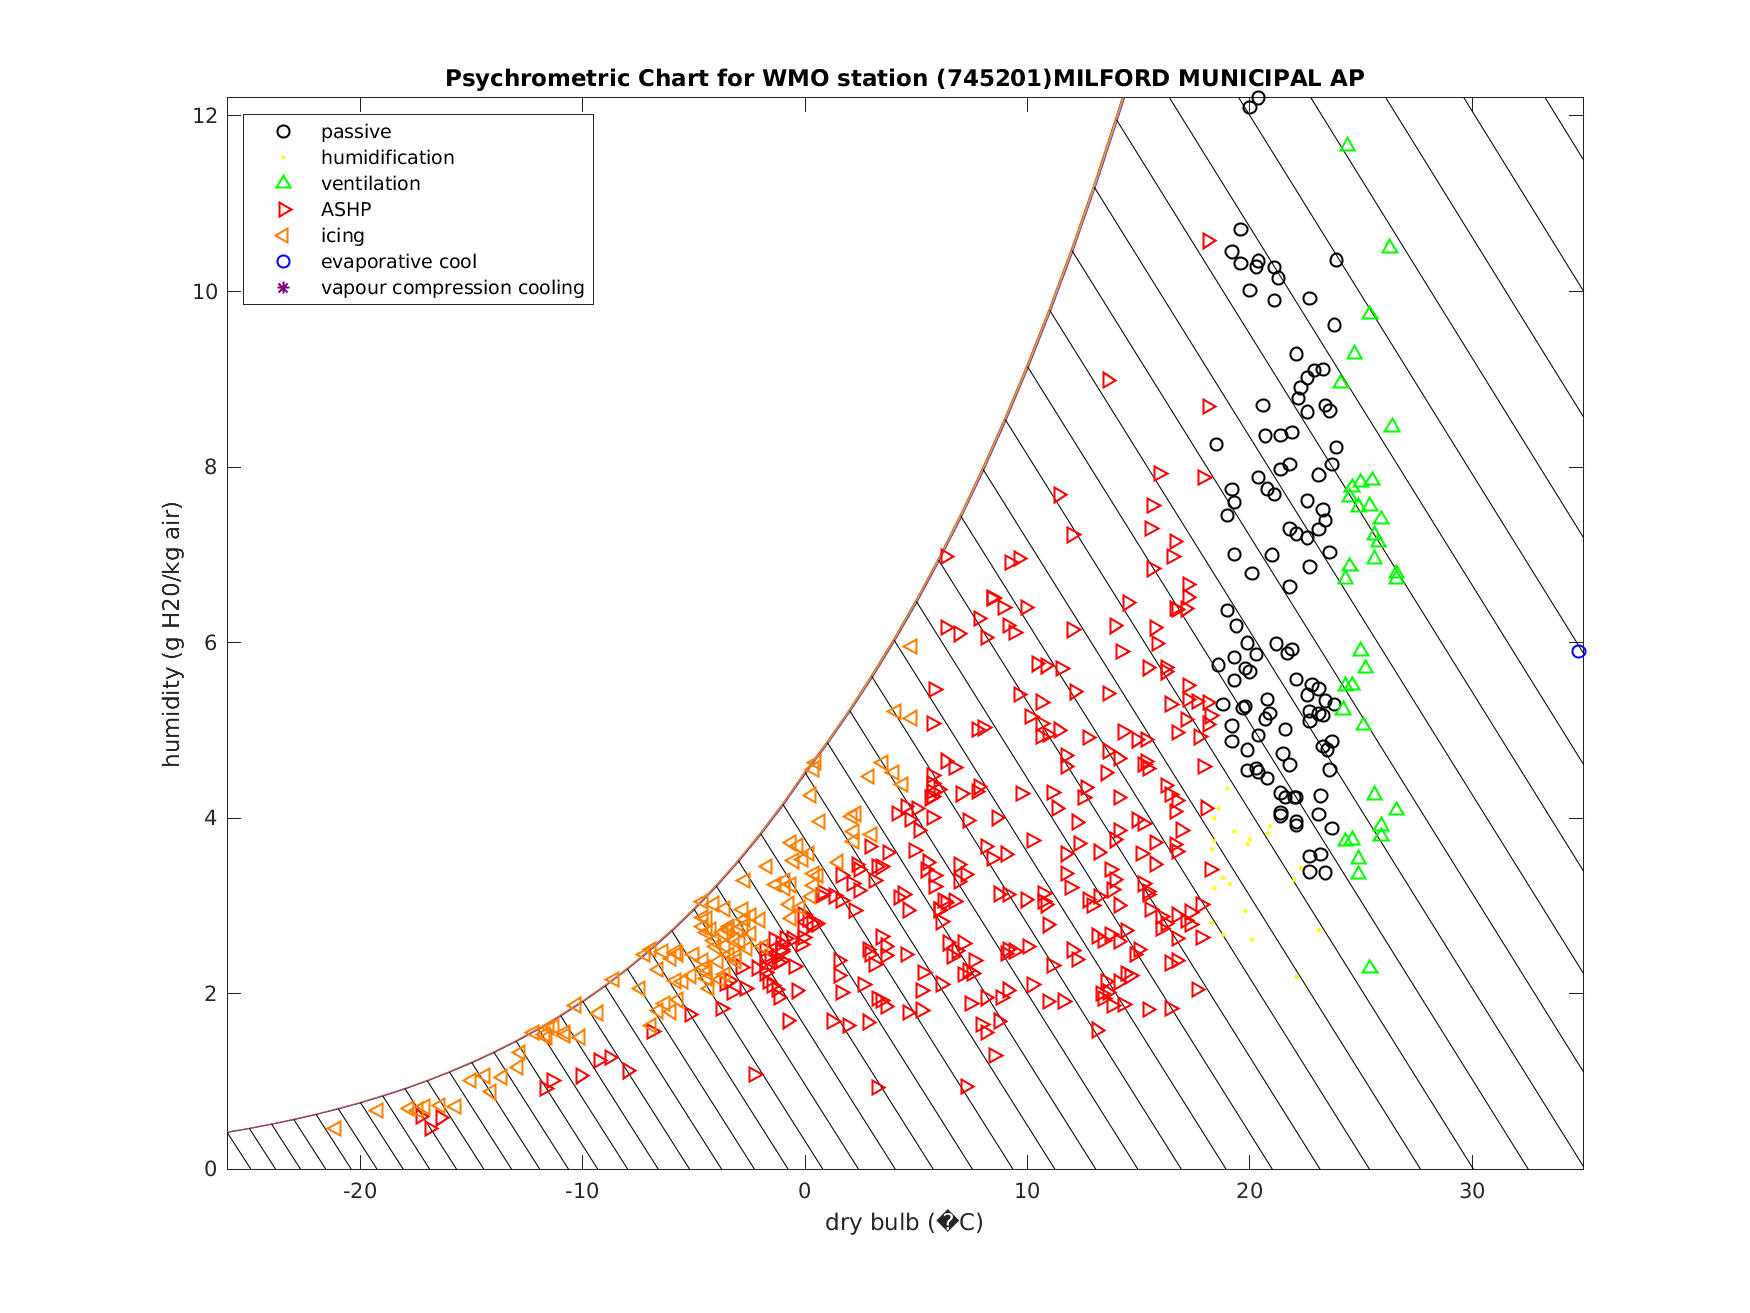 Psychrometric Chart for WMO station (745201)MILFORD MUNICIPAL AP
12
10
8
6
4
2
0
humidity (g H20/kg air)
passive
humidification
ventilation
ASHP
icing
evaporative cool
vapour compression cooling
-20
-10
0
10
20
30
dry bulb (�C)